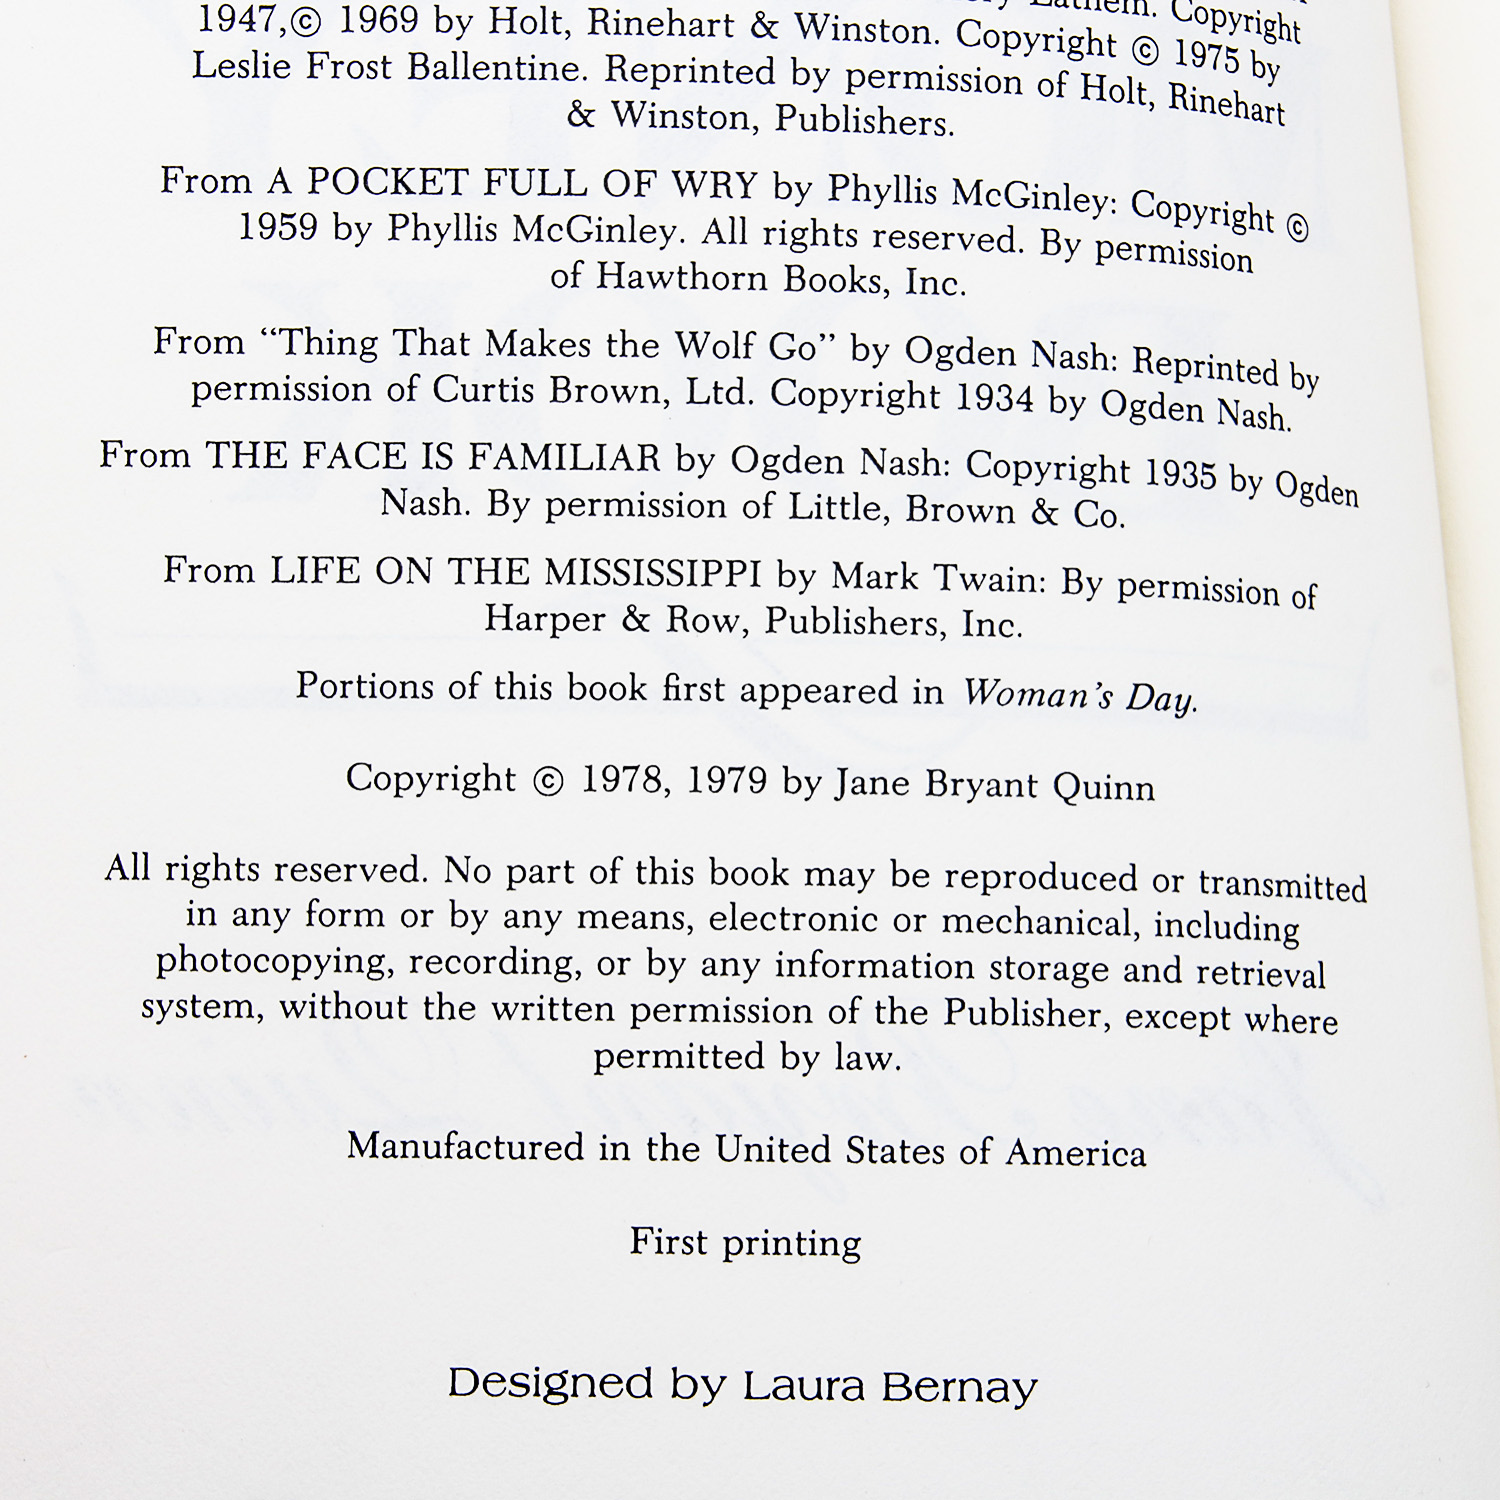 Lathem. Copyright
1947,© 1969 by Holt, Rinehart & Winston. Copyright © 1975 by
Leslie Frost Ballentine. Reprinted by permission of Holt, Rinehart
& Winston, Publishers.
From A POCKET FULL OF WRY by Phyllis McGinley: Copyright ©
1959 by Phyllis McGinley. All rights reserved. By permission
of Hawthorn Books, Inc.
From “Thing That Makes the Wolf Go” by Ogden Nash: Reprinted by
permission of Curtis Brown, Ltd. Copyright 1934 by Ogden Nash.
From THE FACE IS FAMILIAR by Ogden Nash: Copyright 1935 by Ogden
Nash. By permission of Little, Brown & Co.
From LIFE ON THE MISSISSIPPI by Mark Twain: By permission of
Harper & Row, Publishers, Inc.
Portions of this book first appeared in Woman’s Day.
Copyright © 1978, 1979 by Jane Bryant Quinn
All rights reserved. No part of this book may be reproduced or transmitted
in any form or by any means, electronic or mechanical, including
photocopying, recording, or by any information storage and retrieval
system, without the written permission of the Publisher, except where
permitted by law.
Manufactured in the United States of America
First printing
Designed by Laura Bernay